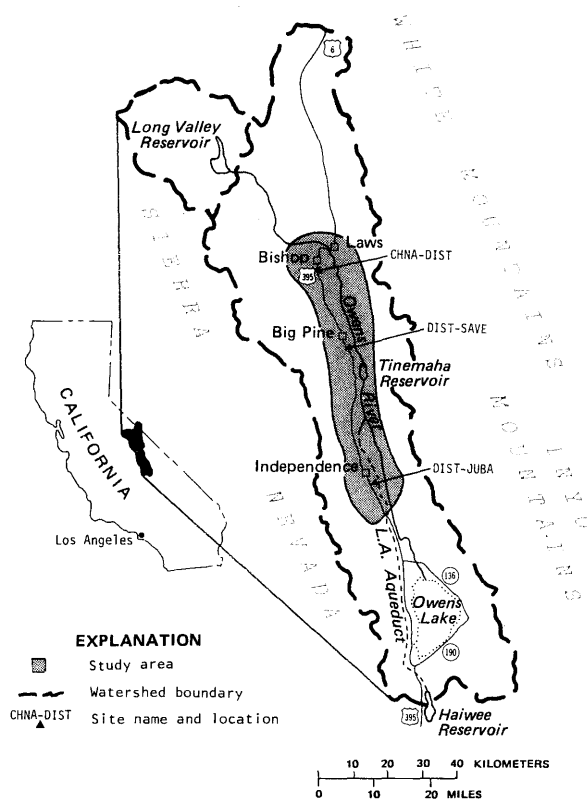 6
WHITE MOUNTAINS
Long Valley
Reservoir
SIERRA
NEVADA
Laws
Bishop
CHNA-DIST
395
Owens
River
Big Pine
DIST-SAVE
Tinemaha
Reservoir
INYO
MOUNTAINS
CALIFORNIA
Los Angeles
Independence
DIST-JUBA
L.A. Aqueduct
136
Owens
Lake
190
395
Haiwee
Reservoir
EXPLANATION
Study area
Watershed boundary
CHNA-DIST Site name and location
10 20 30 40 KILOMETERS
0 10 20 MILES